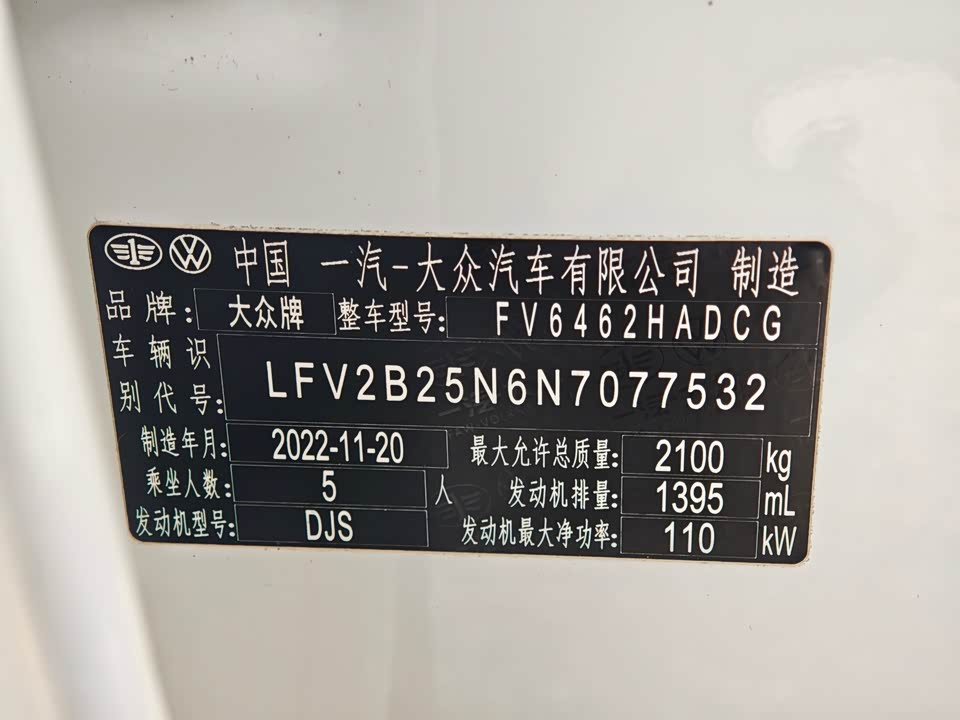 中国 一汽-大众汽车有限公司 制造
品牌: 大众牌 整车型号: FV6462HADCG
车辆识别代号: LFV2B25N6N7077532
制造年月: 2022-11-20 最大允许总质量: 2100 kg
乘坐人数: 5 人 发动机排量: 1395 mL
发动机型号: DJS 发动机最大净功率: 110 kW